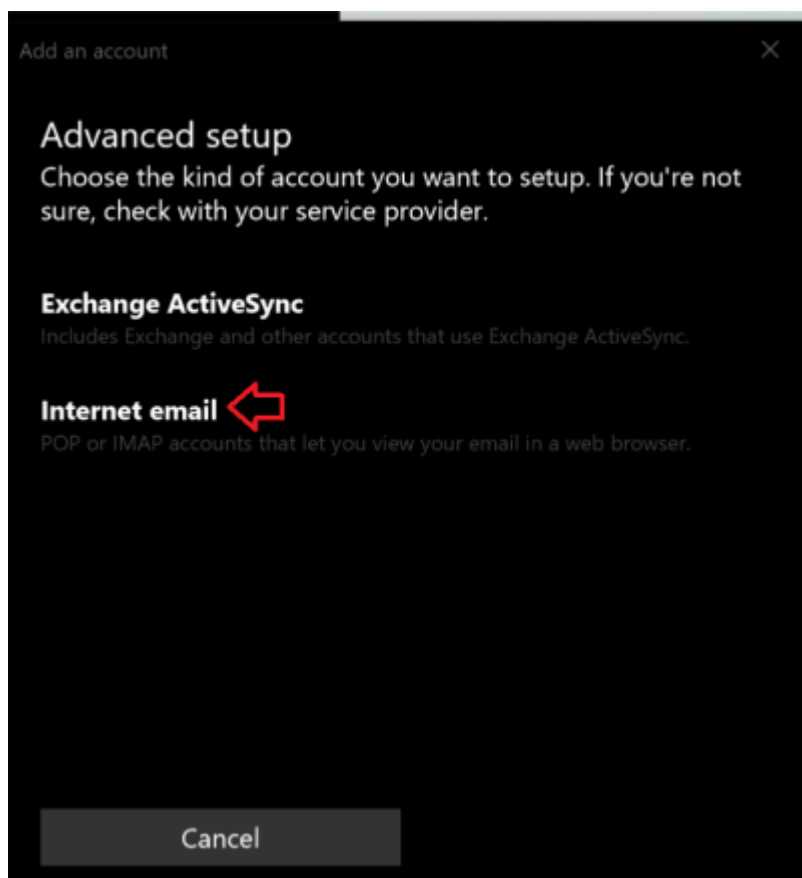 Add an account
Advanced setup
Choose the kind of account you want to setup. If you're not
sure, check with your service provider.
Exchange ActiveSync
Includes Exchange and other accounts that use Exchange ActiveSync.
Internet email
POP or IMAP accounts that let you view your email in a web browser.
Cancel